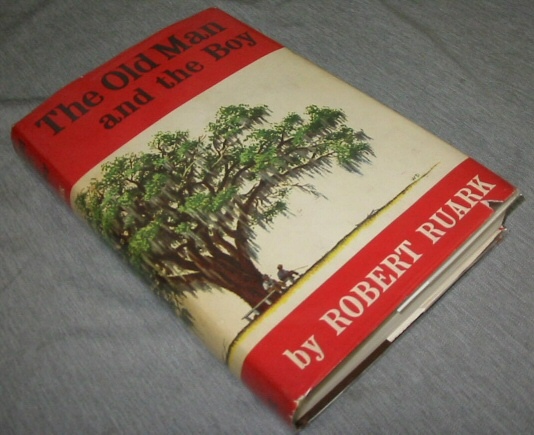 The Old Man
and the Boy
by ROBERT RUARK